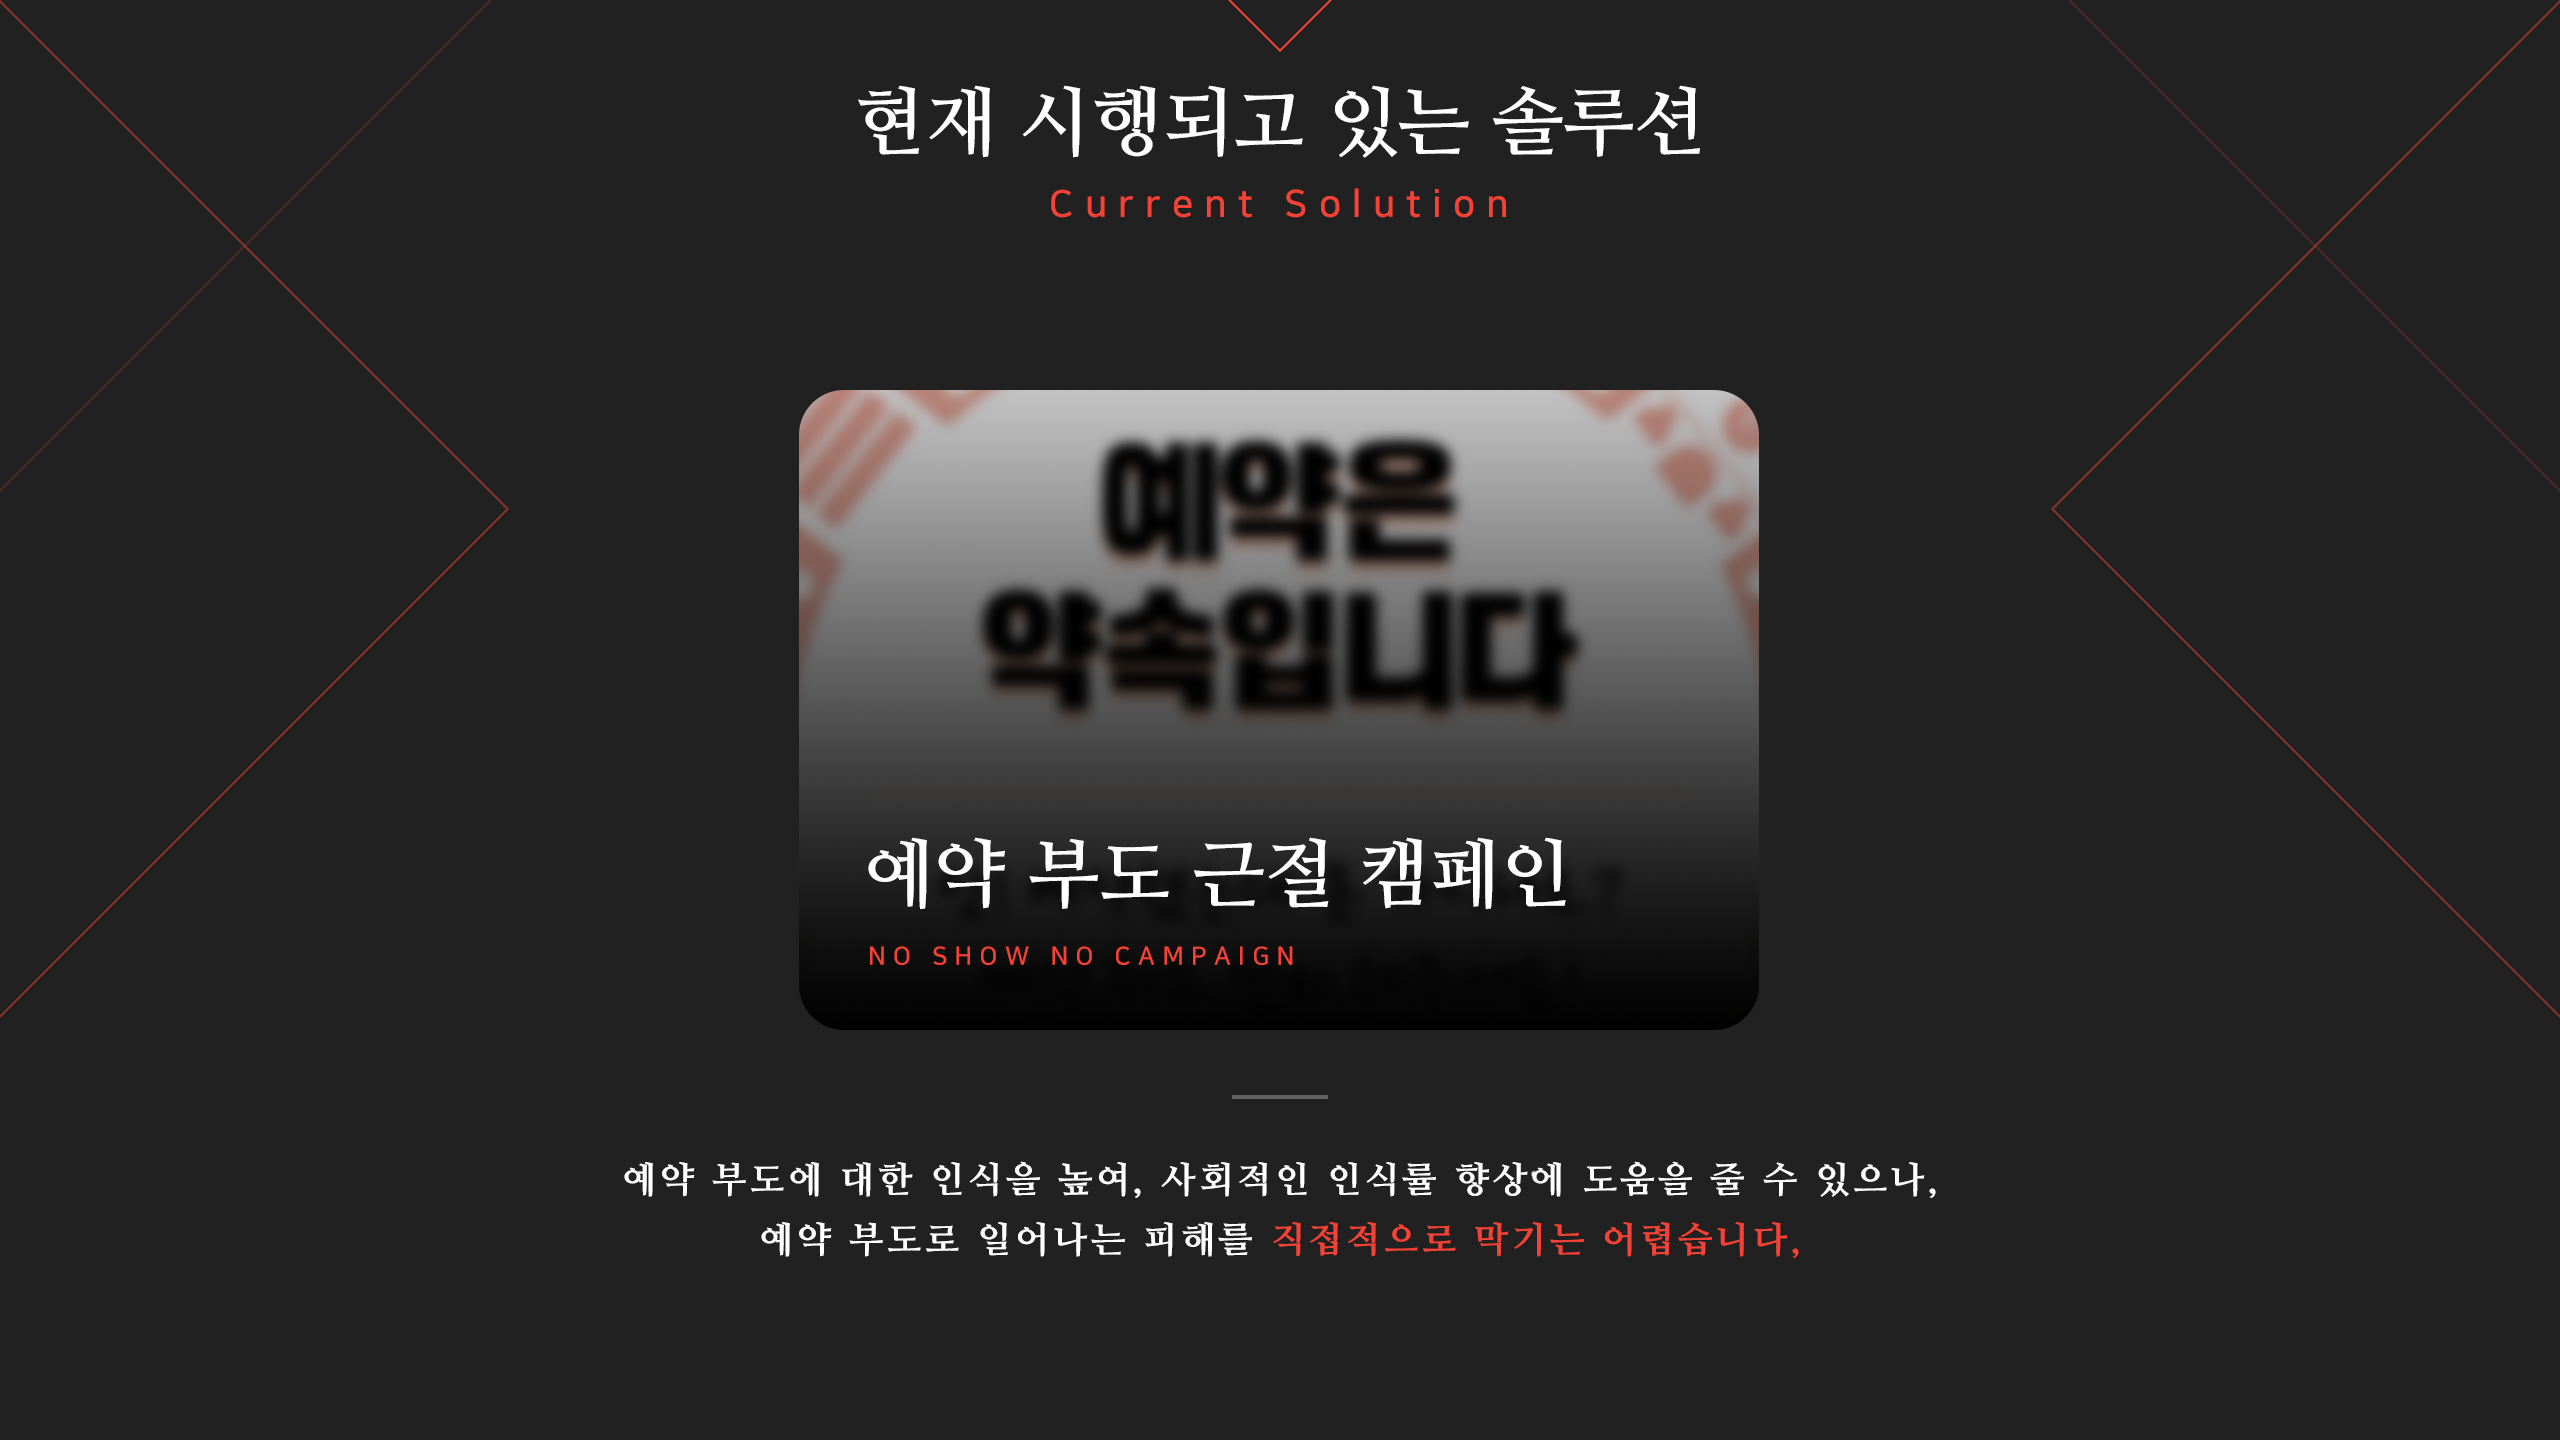 현재 시행되고 있는 솔루션
Current Solution
예약은
약속입니다
예약 부도 근절 캠페인
NO SHOW NO CAMPAIGN
예약 부도에 대한 인식을 높여, 사회적인 인식률 향상에 도움을 줄 수 있으나,
예약 부도로 일어나는 피해를 직접적으로 막기는 어렵습니다,